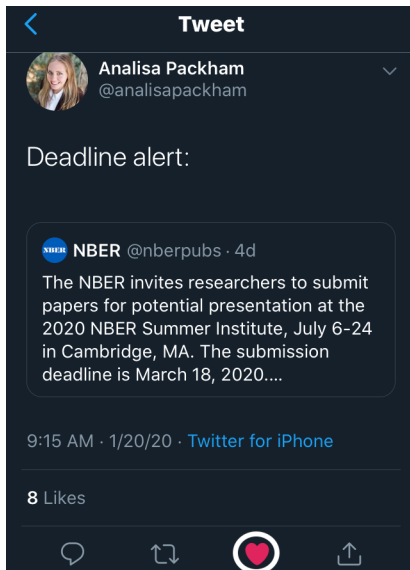 Tweet
Analisa Packham
@analisapackham
Deadline alert:
NBER NBER @nberpubs · 4d
The NBER invites researchers to submit
papers for potential presentation at the
2020 NBER Summer Institute, July 6-24
in Cambridge, MA. The submission
deadline is March 18, 2020....
9:15 AM · 1/20/20 · Twitter for iPhone
8 Likes